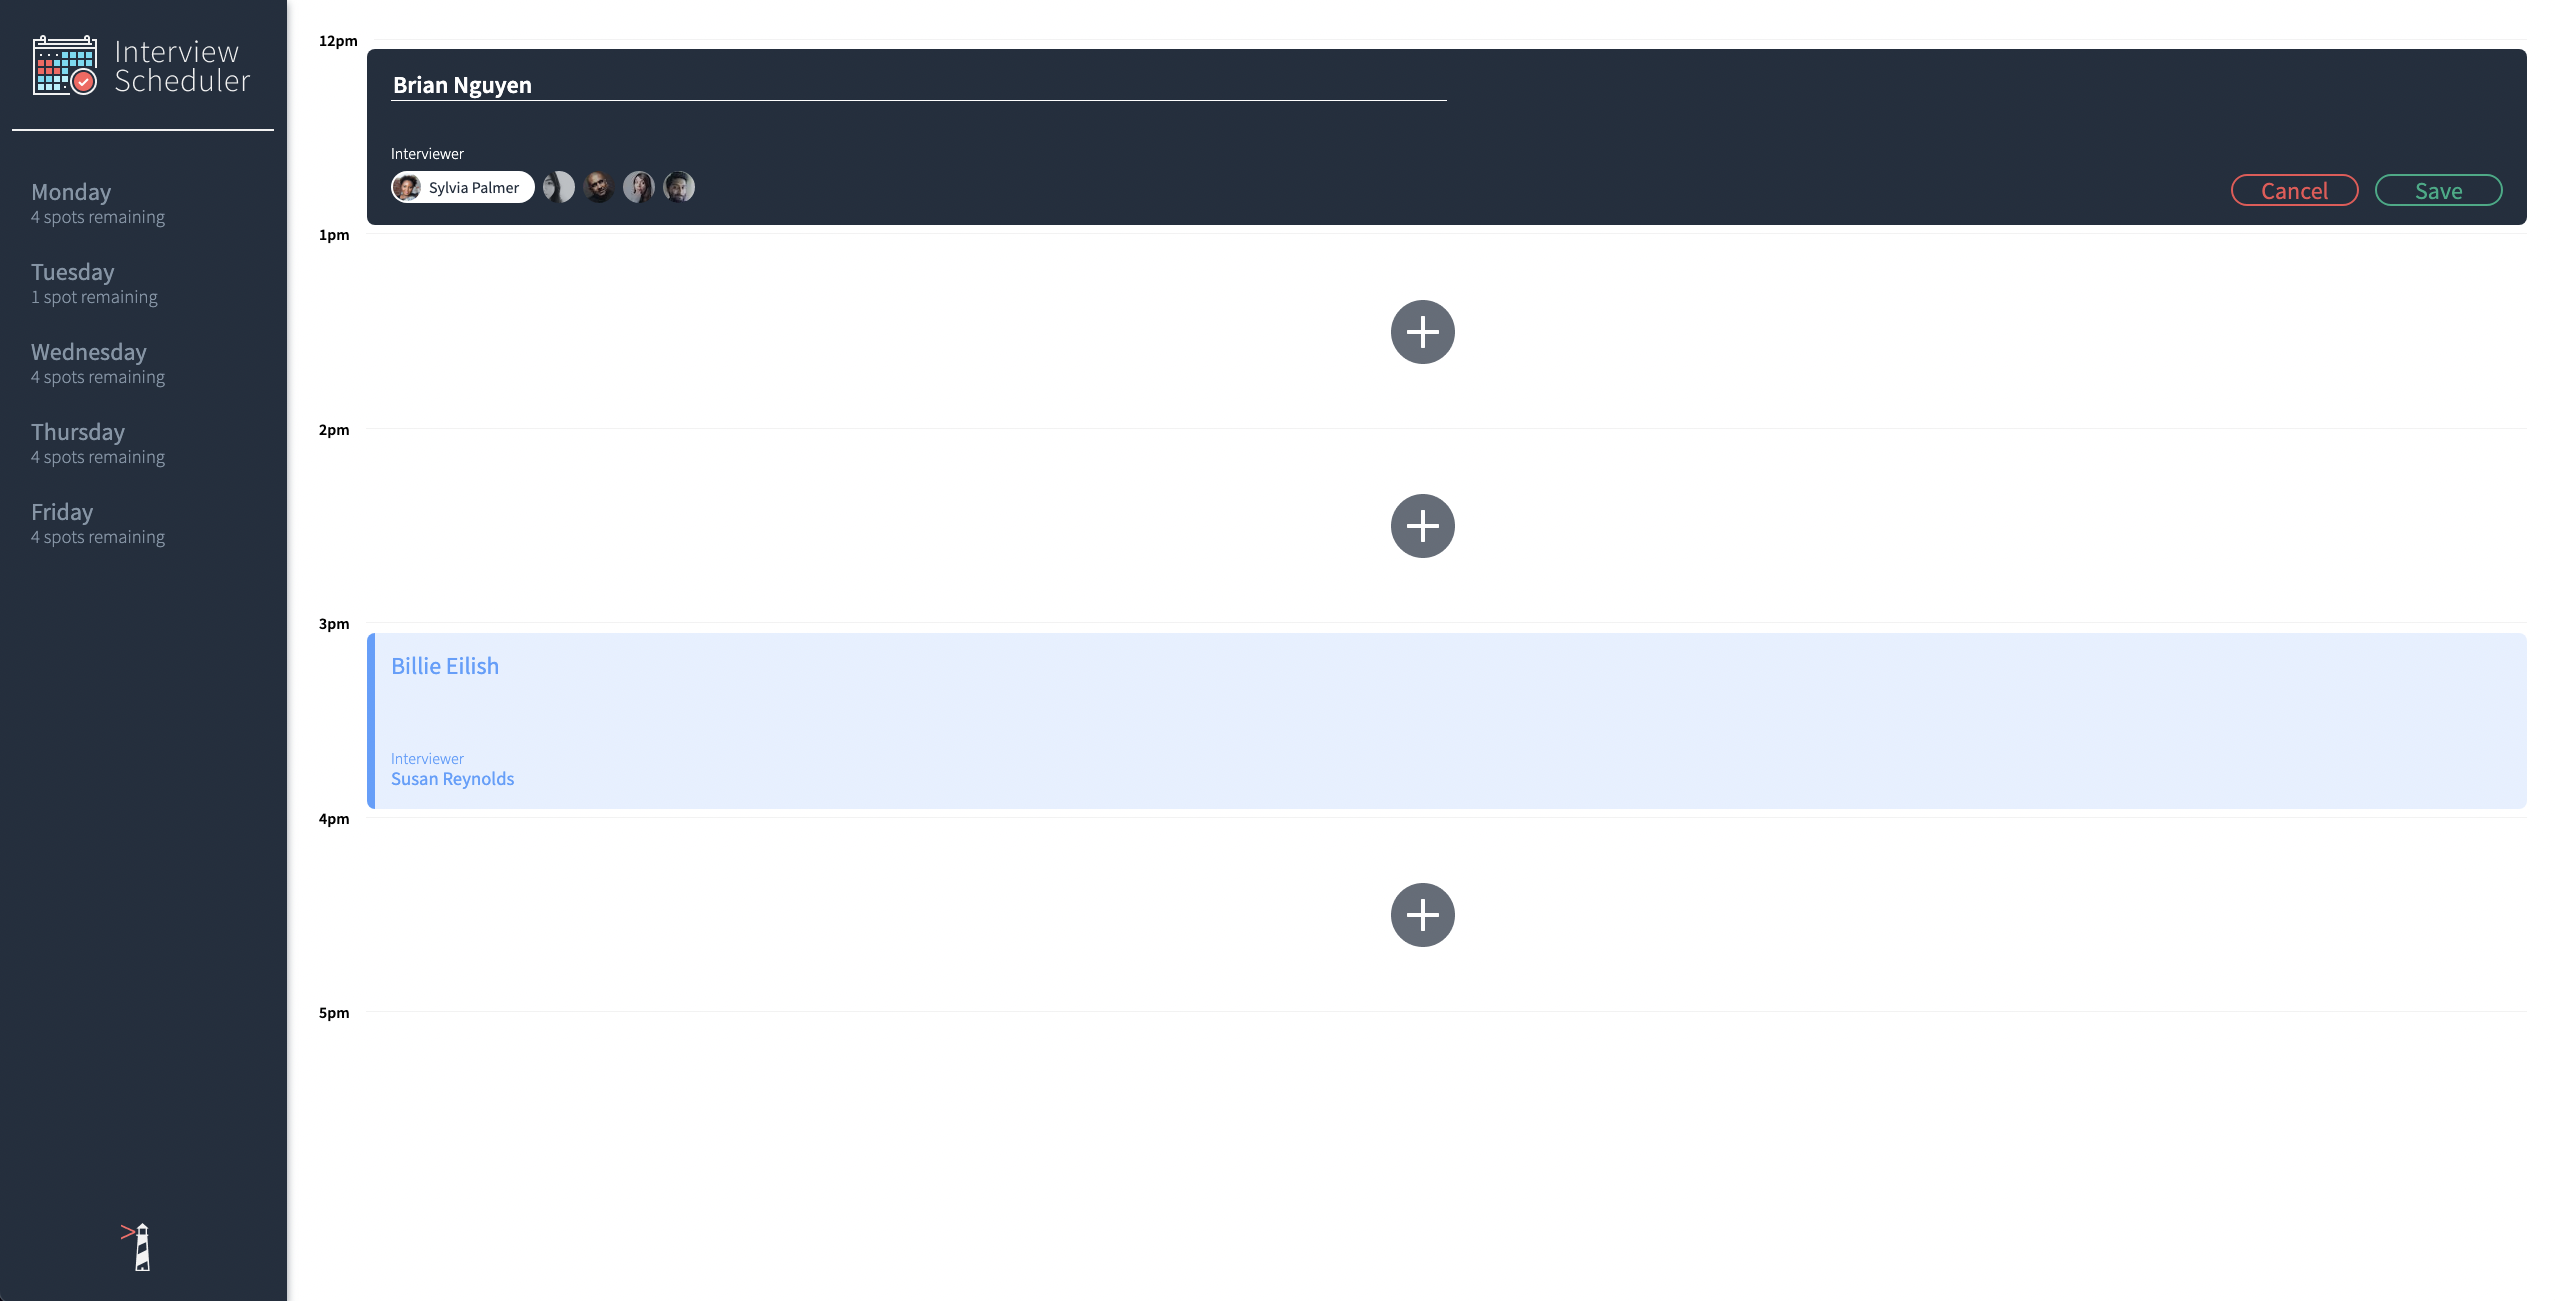 Interview
Scheduler
Monday
4 spots remaining
Tuesday
1 spot remaining
Wednesday
4 spots remaining
Thursday
4 spots remaining
Friday
4 spots remaining
12pm
Brian Nguyen
Interviewer
Sylvia Palmer
Cancel Save
1pm
2pm
3pm
Billie Eilish
Interviewer
Susan Reynolds
4pm
5pm